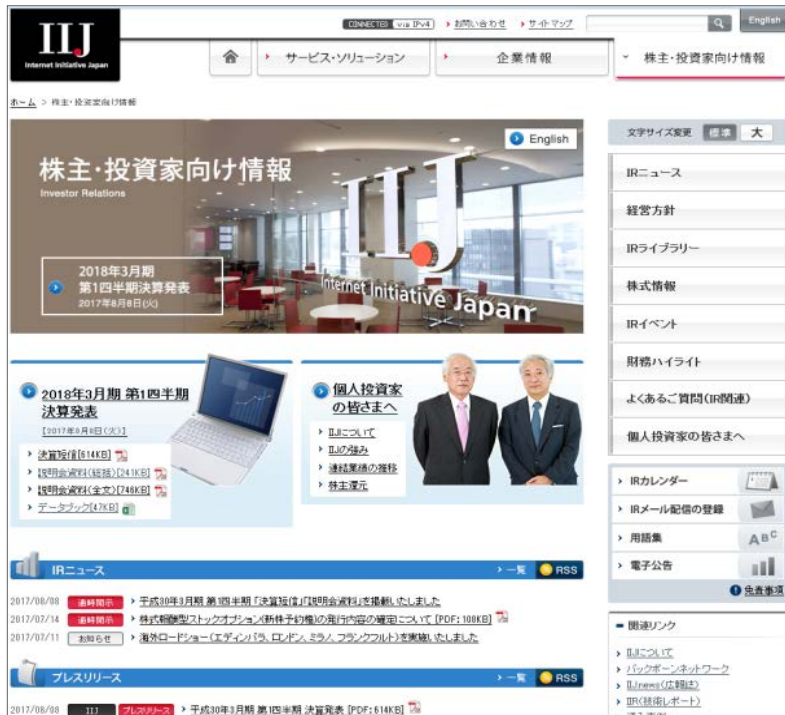 CONNECTED via IPv4
お問い合わせ
サイトマップ
English
IIJ
Internet Initiative Japan
サービス・ソリューション
企業情報
株主・投資家向け情報
ホーム > 株主・投資家向け情報
株主・投資家向け情報
Investor Relations
English
2018年3月期
第1四半期決算発表
2017年8月8日(火)
IIJ
Internet Initiative Japan
2018年3月期 第1四半期
決算発表
[2017年8月8日(火)]
決算短信[614KB]
説明会資料(総括)[241KB]
説明会資料(全文)[746KB]
データブック[47KB]
個人投資家
の皆さまへ
IIJについて
IIJの強み
連結業績の推移
株主還元
IRニュース
一覧
RSS
2017/08/08 適時開示 平成30年3月期 第1四半期「決算短信」「説明会資料」を掲載いたしました
2017/07/14 適時開示 株式報酬型ストックオプション(新株予約権)の発行内容の確定について [PDF: 108KB]
2017/07/11 お知らせ 海外ロードショー(エディンバラ、ロンドン、ミラノ、フランクフルト)を実施いたしました
プレスリリース
一覧
RSS
2017/08/08 IIJ プレスリリース 平成30年3月期 第1四半期 決算発表 [PDF: 614KB]
文字サイズ変更 標準 大
IRニュース
経営方針
IRライブラリー
株式情報
IRイベント
財務ハイライト
よくあるご質問(IR関連)
個人投資家の皆さまへ
IRカレンダー
IRメール配信の登録
用語集
ABC
電子公告
免責事項
関連リンク
IIJについて
バックボーンネットワーク
IIJnews(広報誌)
IIR(技術レポート)